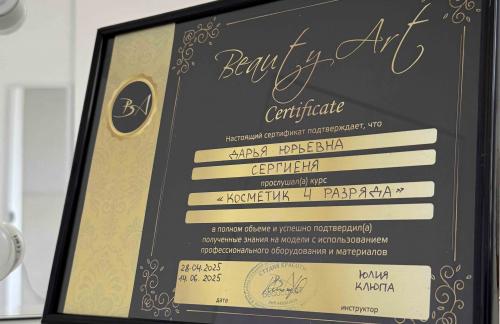 Beauty Art
Certificate
BA
Настоящий сертификат подтверждает, что
ДАРЬЯ ЮРЬЕВНА
СЕРГИЕНЯ
прослушал(а) курс
«КОСМЕТИК 4 РАЗРЯДА»
в полном объеме и успешно подтвердил(а)
полученные знания на модели с использованием
профессионального оборудования и материалов
28.04.2025
14.06.2025
дата
СТУДИЯ КРАСОТЫ
ЮЛИЯ
КЛЮПА
инструктор